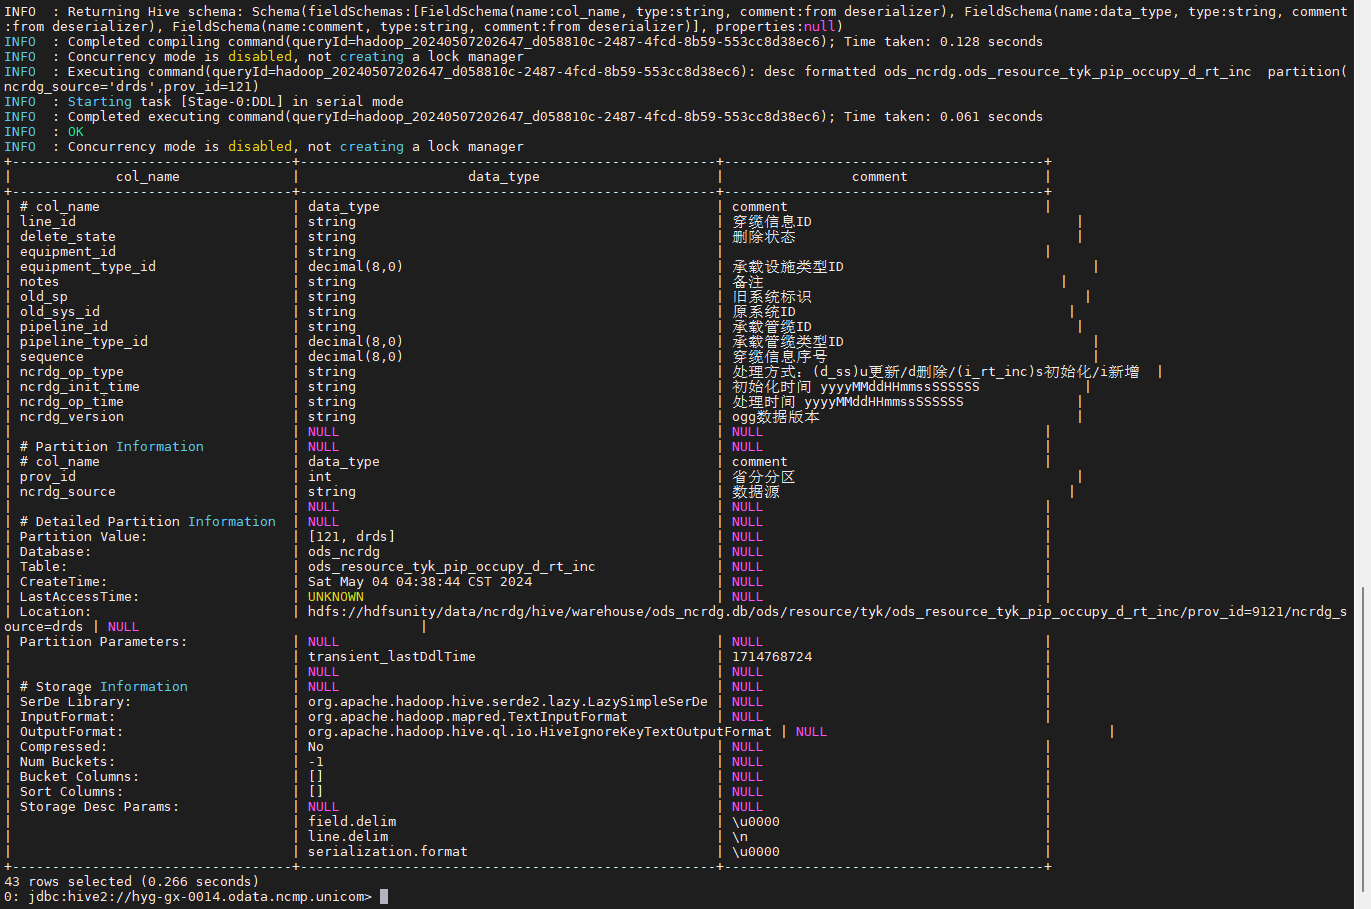 INFO  : Returning Hive schema: Schema(fieldSchemas:[FieldSchema(name:col_name, type:string, comment:from deserializer), FieldSchema(name:data_type, type:string, comment
:from deserializer), FieldSchema(name:comment, type:string, comment:from deserializer)], properties:null)
INFO  : Completed compiling command(queryId=hadoop_20240507202647_d058810c-2487-4fcd-8b59-553cc8d38ec6); Time taken: 0.128 seconds
INFO  : Concurrency mode is disabled, not creating a lock manager
INFO  : Executing command(queryId=hadoop_20240507202647_d058810c-2487-4fcd-8b59-553cc8d38ec6): desc formatted ods_ncrdg.ods_resource_tyk_pip_occupy_d_rt_inc  partition(
ncrdg_source='drds',prov_id=121)
INFO  : Starting task [Stage-0:DDL] in serial mode
INFO  : Completed executing command(queryId=hadoop_20240507202647_d058810c-2487-4fcd-8b59-553cc8d38ec6); Time taken: 0.061 seconds
INFO  : OK
INFO  : Concurrency mode is disabled, not creating a lock manager
| col_name | data_type | comment |
| # col_name | data_type | comment |
| line_id | string | 穿缆信息ID |
| delete_state | string | 删除状态 |
| equipment_id | string | |
| equipment_type_id | decimal(8,0) | 承载设施类型ID |
| notes | string | 备注 |
| old_sp | string | 旧系统标识 |
| old_sys_id | string | 原系统ID |
| pipeline_id | string | 承载管缆ID |
| pipeline_type_id | decimal(8,0) | 承载管缆类型ID |
| sequence | decimal(8,0) | 穿缆信息序号 |
| ncrdg_op_type | string | 处理方式：(d_ss)u更新/d删除/(i_rt_inc)s初始化/i新增 |
| ncrdg_init_time | string | 初始化时间 yyyyMMddHHmmssSSSSSS |
| ncrdg_op_time | string | 处理时间 yyyyMMddHHmmssSSSSSS |
| ncrdg_version | string | ogg数据版本 |
| | NULL | NULL |
| # Partition Information | NULL | NULL |
| # col_name | data_type | comment |
| prov_id | int | 省分分区 |
| ncrdg_source | string | 数据源 |
| | NULL | NULL |
| # Detailed Partition Information | NULL | NULL |
| Partition Value: | [121, drds] | NULL |
| Database: | ods_ncrdg | NULL |
| Table: | ods_resource_tyk_pip_occupy_d_rt_inc | NULL |
| CreateTime: | Sat May 04 04:38:44 CST 2024 | NULL |
| LastAccessTime: | UNKNOWN | NULL |
| Location: | hdfs://hdfsunity/data/ncrdg/hive/warehouse/ods_ncrdg.db/ods/resource/tyk/ods_resource_tyk_pip_occupy_d_rt_inc/prov_id=9121/ncrdg_s
ource=drds | NULL |
| Partition Parameters: | NULL | NULL |
| | transient_lastDdlTime | 1714768724 |
| | NULL | NULL |
| # Storage Information | NULL | NULL |
| SerDe Library: | org.apache.hadoop.hive.serde2.lazy.LazySimpleSerDe | NULL |
| InputFormat: | org.apache.hadoop.mapred.TextInputFormat | NULL |
| OutputFormat: | org.apache.hadoop.hive.ql.io.HiveIgnoreKeyTextOutputFormat | NULL |
| Compressed: | No | NULL |
| Num Buckets: | -1 | NULL |
| Bucket Columns: | [] | NULL |
| Sort Columns: | [] | NULL |
| Storage Desc Params: | NULL | NULL |
| | field.delim | \u0000 |
| | line.delim | \n |
| | serialization.format | \u0000 |
43 rows selected (0.266 seconds)
0: jdbc:hive2://hyg-gx-0014.odata.ncmp.unicom>